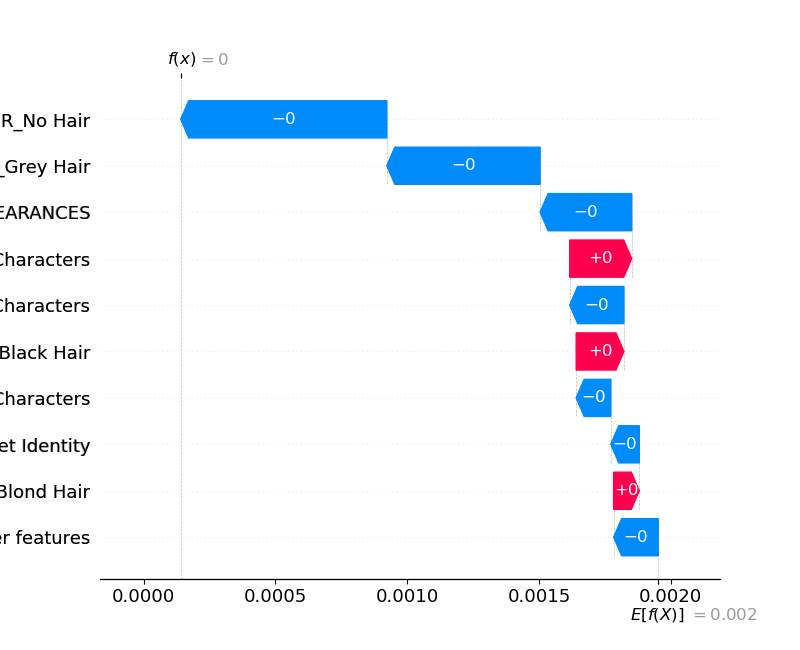 f(x) = 0
R_No Hair
−0
_Grey Hair
−0
EARANCES
−0
Characters
+0
Characters
−0
Black Hair
+0
Characters
−0
et Identity
−0
Blond Hair
+0
er features
−0
0.0000 0.0005 0.0010 0.0015 0.0020
E[f(X)] = 0.002